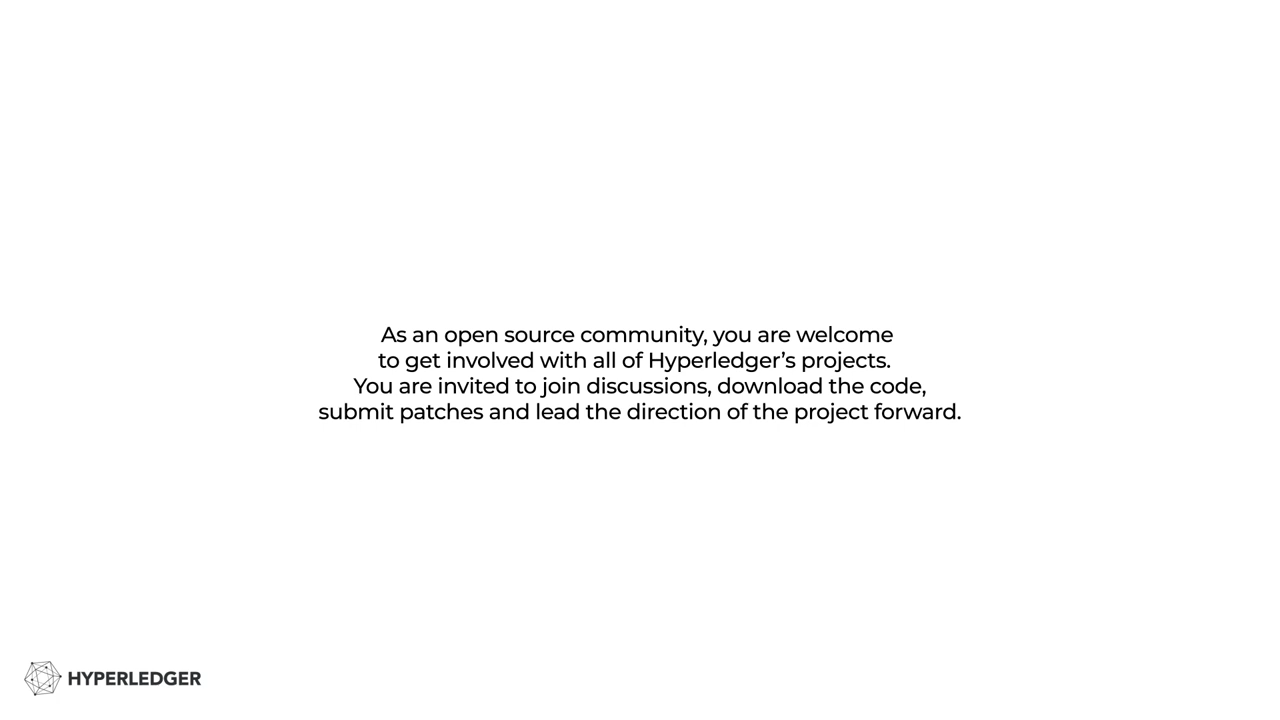 As an open source community, you are welcome
to get involved with all of Hyperledger’s projects.
You are invited to join discussions, download the code,
submit patches and lead the direction of the project forward.
HYPERLEDGER